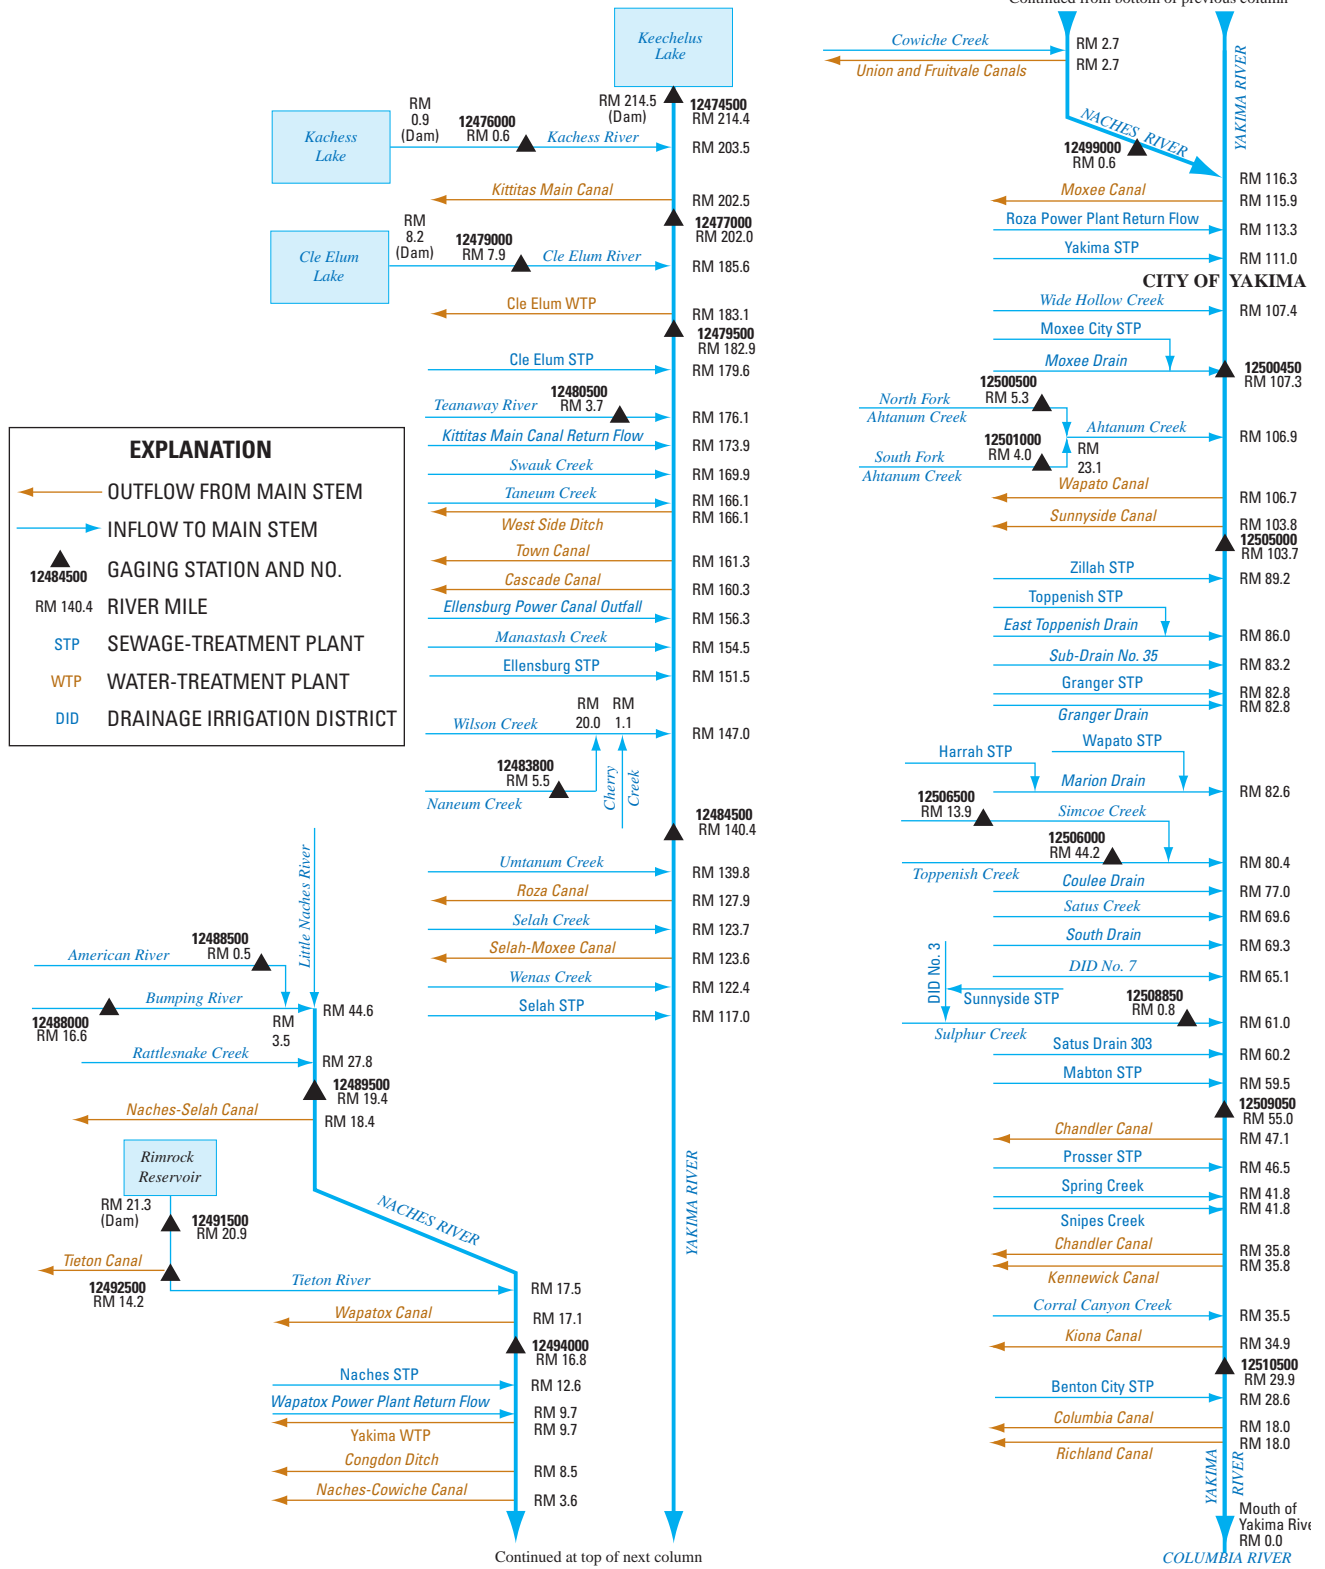 Keechelus
Lake
RM 214.5
(Dam)
12474500
RM 214.4
Kachess
Lake
RM
0.9
(Dam)
12476000
RM 0.6
Kachess River
RM 203.5
Kittitas Main Canal
RM 202.5
12477000
RM 202.0
Cle Elum
Lake
RM
8.2
(Dam)
12479000
RM 7.9
Cle Elum River
RM 185.6
Cle Elum WTP
RM 183.1
12479500
RM 182.9
Cle Elum STP
RM 179.6
Teanaway River
12480500
RM 3.7
RM 176.1
Kittitas Main Canal Return Flow
RM 173.9
Swauk Creek
RM 169.9
Taneum Creek
RM 166.1
RM 166.1
West Side Ditch
Town Canal
RM 161.3
Cascade Canal
RM 160.3
Ellensburg Power Canal Outfall
RM 156.3
Manastash Creek
RM 154.5
Ellensburg STP
RM 151.5
Wilson Creek
RM
20.0
RM
1.1
RM 147.0
12483800
RM 5.5
Naneum Creek
Cherry
Creek
12484500
RM 140.4
Umtanum Creek
RM 139.8
Roza Canal
RM 127.9
Selah Creek
RM 123.7
Selah-Moxee Canal
RM 123.6
Wenas Creek
RM 122.4
Selah STP
RM 117.0
YAKIMA RIVER
EXPLANATION
OUTFLOW FROM MAIN STEM
INFLOW TO MAIN STEM
12484500
GAGING STATION AND NO.
RM 140.4 RIVER MILE
STP SEWAGE-TREATMENT PLANT
WTP WATER-TREATMENT PLANT
DID DRAINAGE IRRIGATION DISTRICT
Little Naches River
American River
12488500
RM 0.5
Bumping River
12488000
RM 16.6
RM
3.5
RM 44.6
Rattlesnake Creek
RM 27.8
12489500
RM 19.4
Naches-Selah Canal
RM 18.4
Rimrock
Reservoir
RM 21.3
(Dam)
12491500
RM 20.9
Tieton Canal
12492500
RM 14.2
NACHES RIVER
Tieton River
RM 17.5
Wapatox Canal
RM 17.1
12494000
RM 16.8
Naches STP
RM 12.6
Wapatox Power Plant Return Flow
RM 9.7
RM 9.7
Yakima WTP
Congdon Ditch
RM 8.5
Naches-Cowiche Canal
RM 3.6
Continued at top of next column
Continued from bottom of previous column
Cowiche Creek
RM 2.7
RM 2.7
Union and Fruitvale Canals
YAKIMA RIVER
NACHES RIVER
12499000
RM 0.6
RM 116.3
Moxee Canal
RM 115.9
Roza Power Plant Return Flow
RM 113.3
Yakima STP
RM 111.0
CITY OF YAKIMA
Wide Hollow Creek
RM 107.4
Moxee City STP
Moxee Drain
12500450
RM 107.3
12500500
RM 5.3
North Fork
Ahtanum Creek
Ahtanum Creek
RM 106.9
12501000
RM 4.0
South Fork
Ahtanum Creek
RM
23.1
Wapato Canal
RM 106.7
Sunnyside Canal
RM 103.8
12505000
RM 103.7
Zillah STP
RM 89.2
Toppenish STP
East Toppenish Drain
RM 86.0
Sub-Drain No. 35
RM 83.2
Granger STP
RM 82.8
RM 82.8
Granger Drain
Harrah STP
Wapato STP
Marion Drain
RM 82.6
12506500
RM 13.9
Simcoe Creek
12506000
RM 44.2
Toppenish Creek
RM 80.4
Coulee Drain
RM 77.0
Satus Creek
RM 69.6
South Drain
RM 69.3
DID No. 3
DID No. 7
RM 65.1
Sunnyside STP
12508850
RM 0.8
Sulphur Creek
RM 61.0
Satus Drain 303
RM 60.2
Mabton STP
RM 59.5
12509050
RM 55.0
Chandler Canal
RM 47.1
Prosser STP
RM 46.5
Spring Creek
RM 41.8
RM 41.8
Snipes Creek
Chandler Canal
RM 35.8
RM 35.8
Kennewick Canal
Corral Canyon Creek
RM 35.5
Kiona Canal
RM 34.9
12510500
RM 29.9
Benton City STP
RM 28.6
Columbia Canal
RM 18.0
RM 18.0
Richland Canal
YAKIMA
RIVER
Mouth of
Yakima Rive
RM 0.0
COLUMBIA RIVER